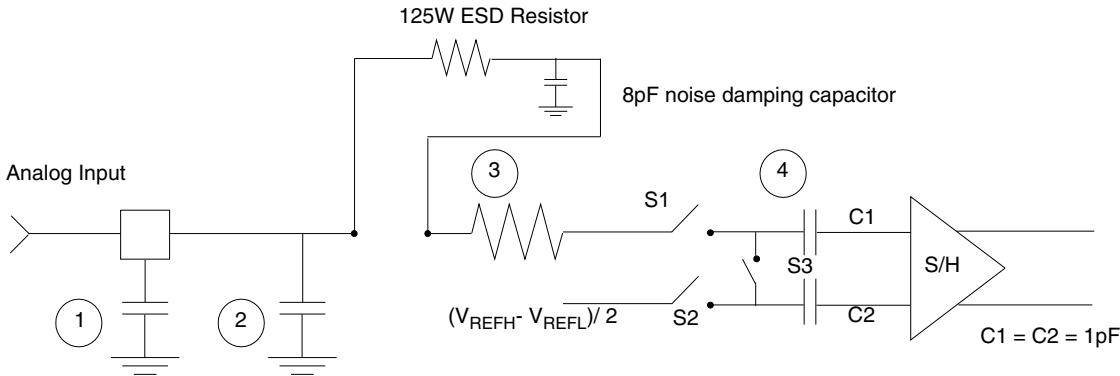 125W ESD Resistor
8pF noise damping capacitor
Analog Input
3
4
S1
C1
S3
S/H
1
2
(VREFH- VREFL)/ 2
S2
C2
C1 = C2 = 1pF